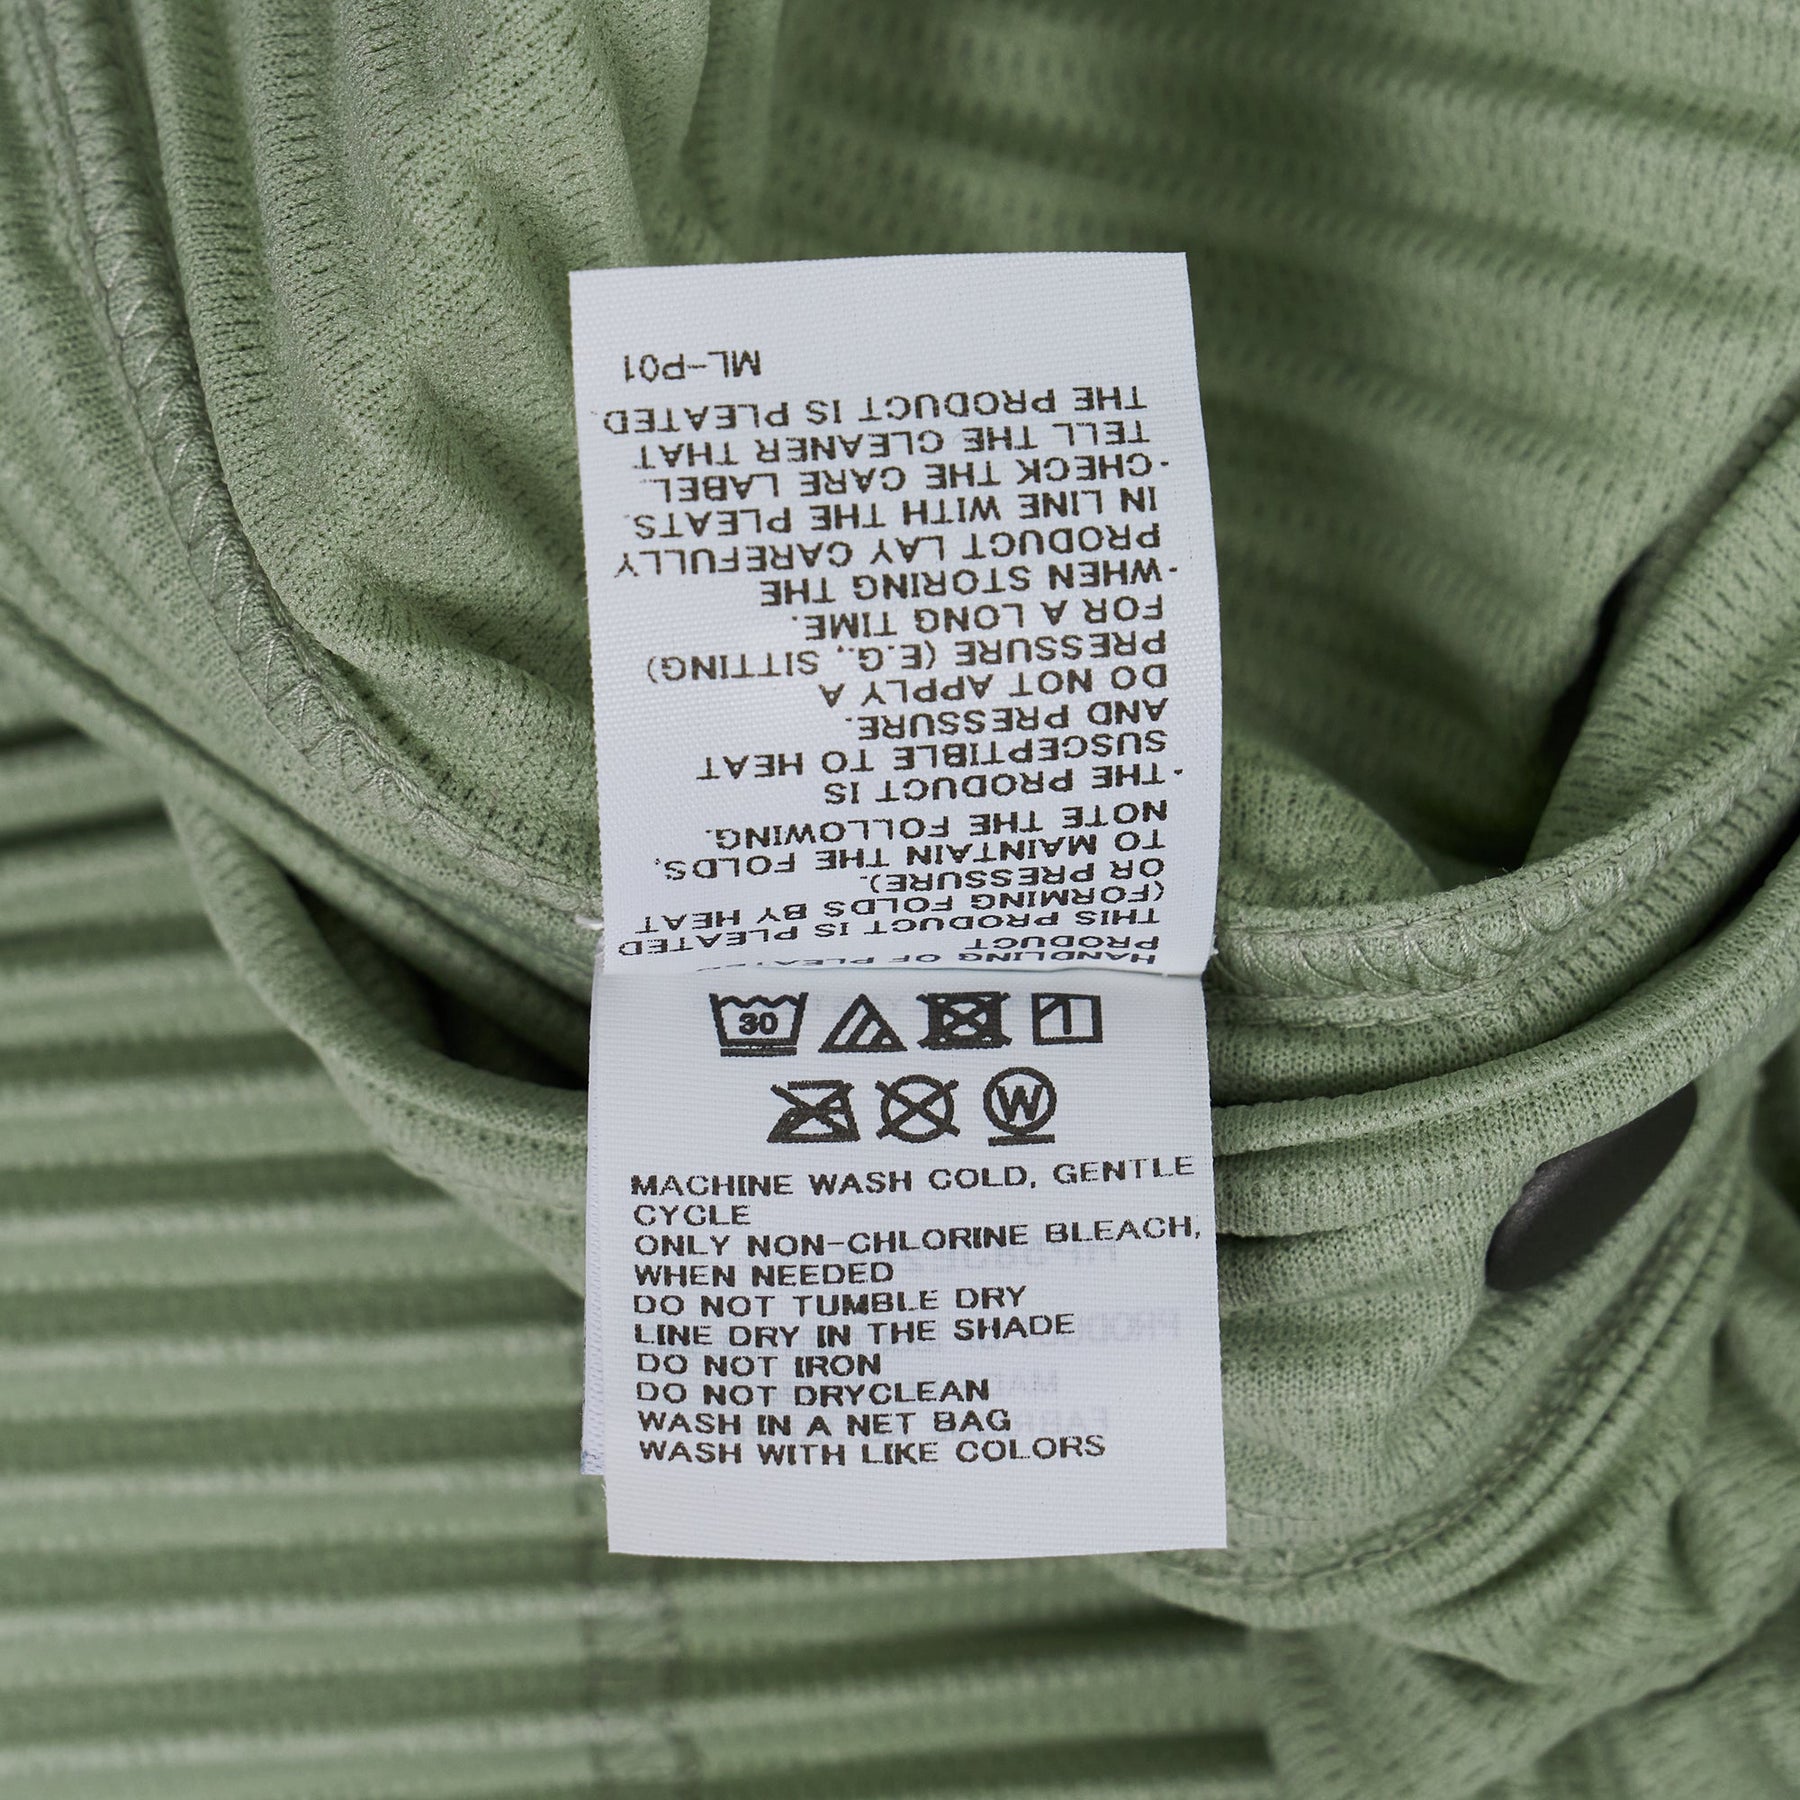 HANDLING OF PLEATED
PRODUCT
THIS PRODUCT IS PLEATED
(FORMING FOLDS BY HEAT
OR PRESSURE).
TO MAINTAIN THE FOLDS,
NOTE THE FOLLOWING.
·THE PRODUCT IS
SUSCEPTIBLE TO HEAT
AND PRESSURE.
DO NOT APPLY A
PRESSURE (E.G., SITTING)
FOR A LONG TIME.
·WHEN STORING THE
PRODUCT LAY CAREFULLY
IN LINE WITH THE PLEATS.
·CHECK THE CARE LABEL.
TELL THE CLEANER THAT
THE PRODUCT IS PLEATED.
ML-P01
30
W
MACHINE WASH COLD, GENTLE
CYCLE
ONLY NON-CHLORINE BLEACH,
WHEN NEEDED
DO NOT TUMBLE DRY
LINE DRY IN THE SHADE
DO NOT IRON
DO NOT DRYCLEAN
WASH IN A NET BAG
WASH WITH LIKE COLORS